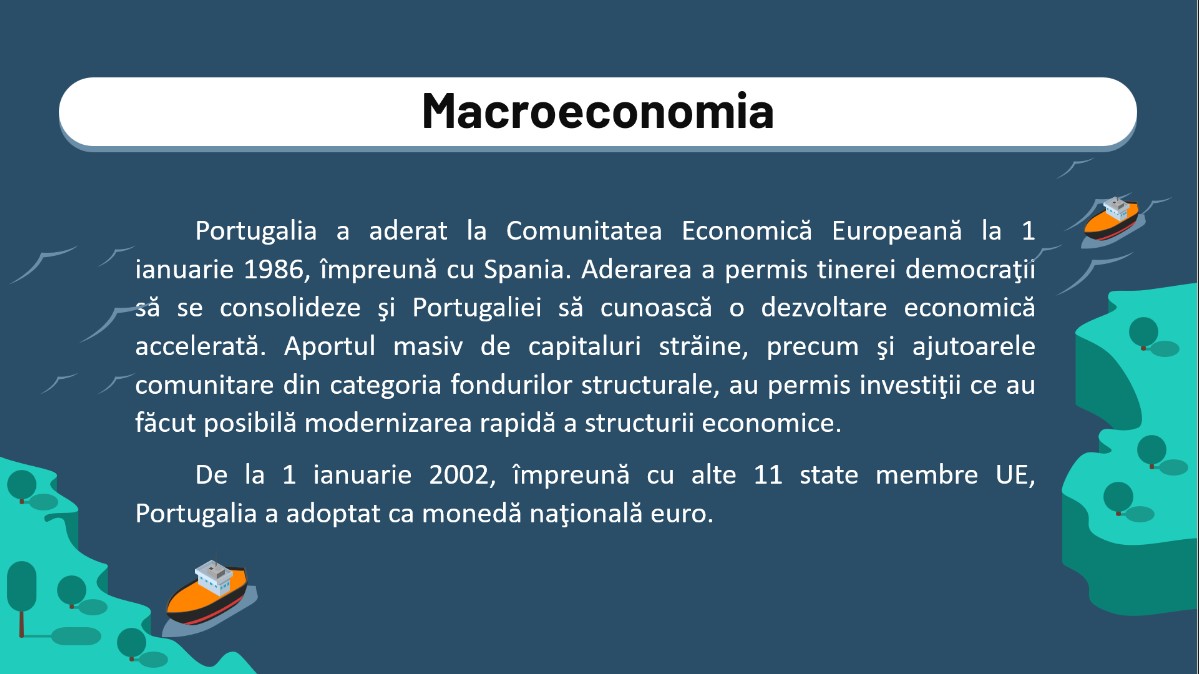 Macroeconomia
Portugalia a aderat la Comunitatea Economică Europeană la 1
ianuarie 1986, împreună cu Spania. Aderarea a permis tinerei democraţii
să se consolideze şi Portugaliei să cunoască o dezvoltare economică
accelerată. Aportul masiv de capitaluri străine, precum şi ajutoarele
comunitare din categoria fondurilor structurale, au permis investiţii ce au
făcut posibilă modernizarea rapidă a structurii economice.
De la 1 ianuarie 2002, împreună cu alte 11 state membre UE,
Portugalia a adoptat ca monedă naţională euro.